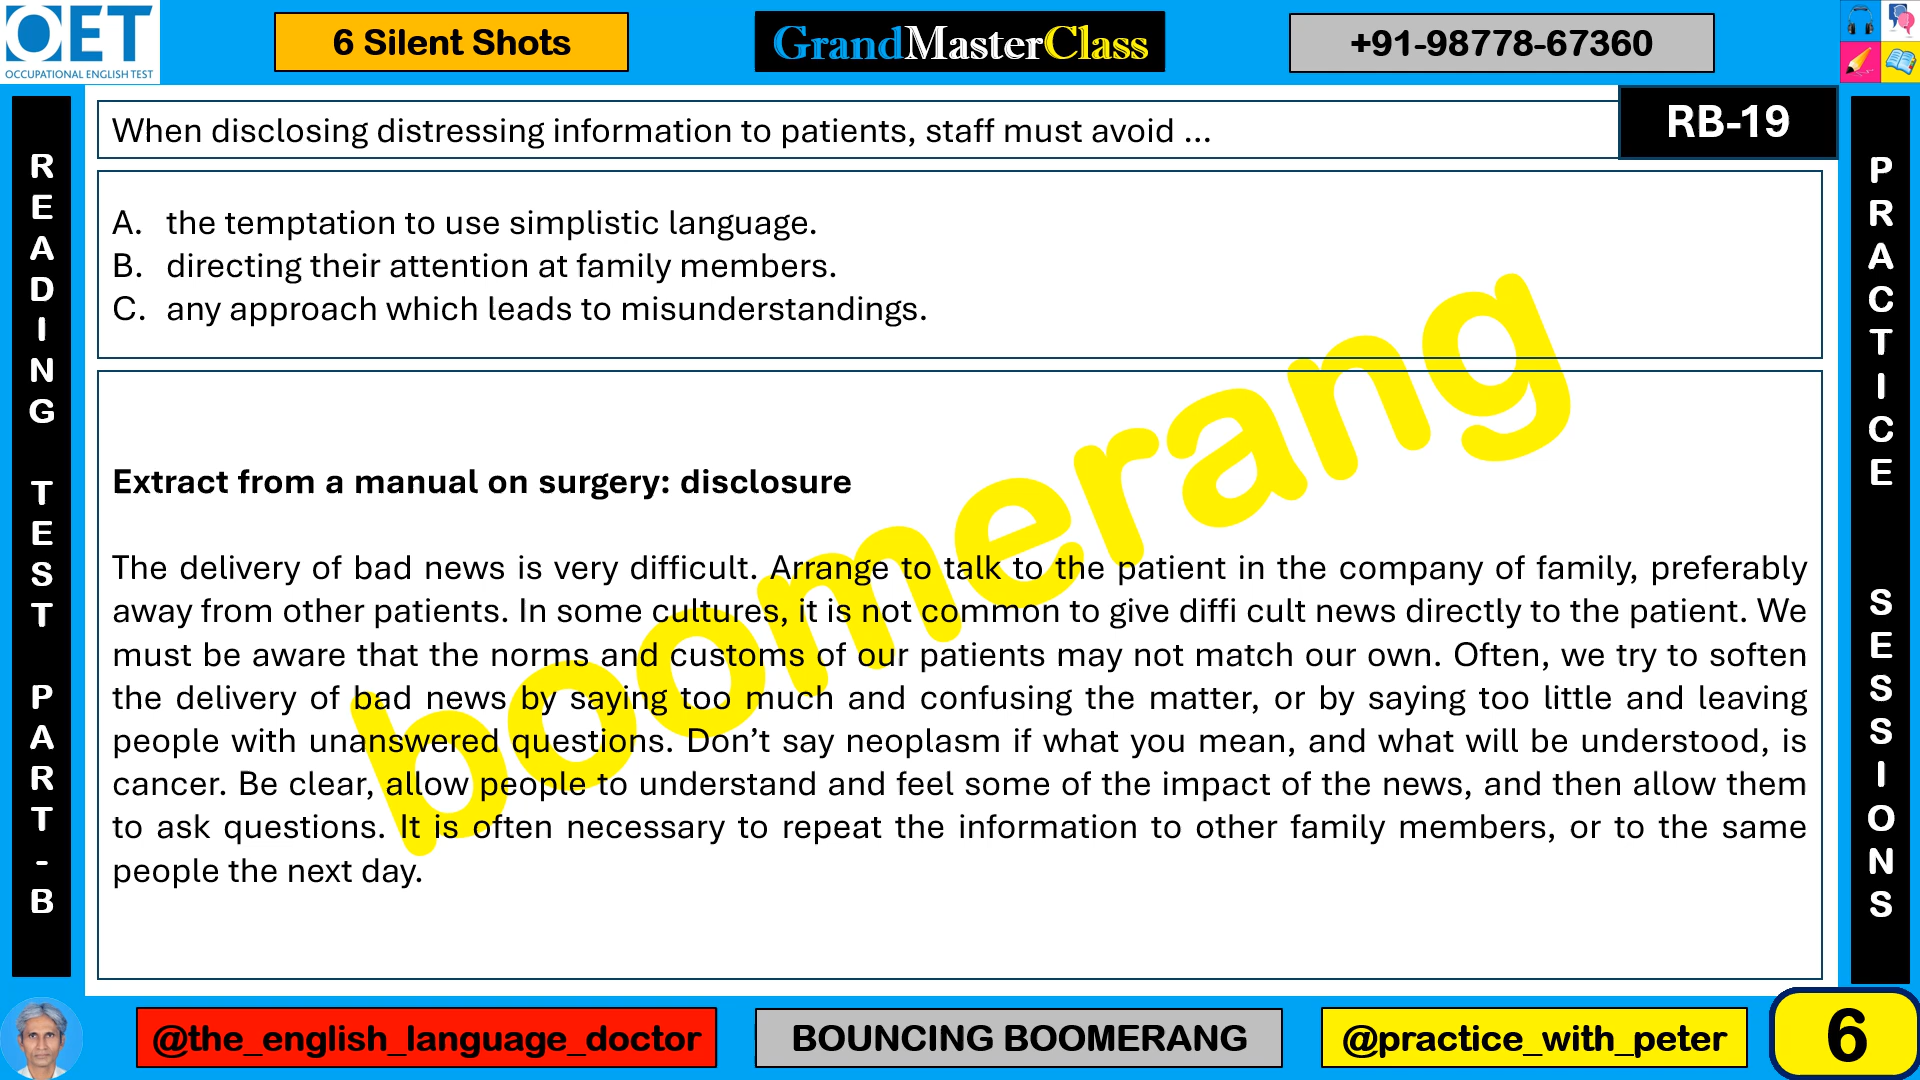 OET
OCCUPATIONAL ENGLISH TEST
6 Silent Shots
GrandMasterClass
+91-98778-67360
RB-19
When disclosing distressing information to patients, staff must avoid ...
A. the temptation to use simplistic language.
B. directing their attention at family members.
C. any approach which leads to misunderstandings.
Extract from a manual on surgery: disclosure
The delivery of bad news is very difficult. Arrange to talk to the patient in the company of family, preferably
away from other patients. In some cultures, it is not common to give diffi cult news directly to the patient. We
must be aware that the norms and customs of our patients may not match our own. Often, we try to soften
the delivery of bad news by saying too much and confusing the matter, or by saying too little and leaving
people with unanswered questions. Don’t say neoplasm if what you mean, and what will be understood, is
cancer. Be clear, allow people to understand and feel some of the impact of the news, and then allow them
to ask questions. It is often necessary to repeat the information to other family members, or to the same
people the next day.
boomerang
READING TEST PART-B
PRACTICE SESSIONS
@the_english_language_doctor
BOUNCING BOOMERANG
@practice_with_peter
6